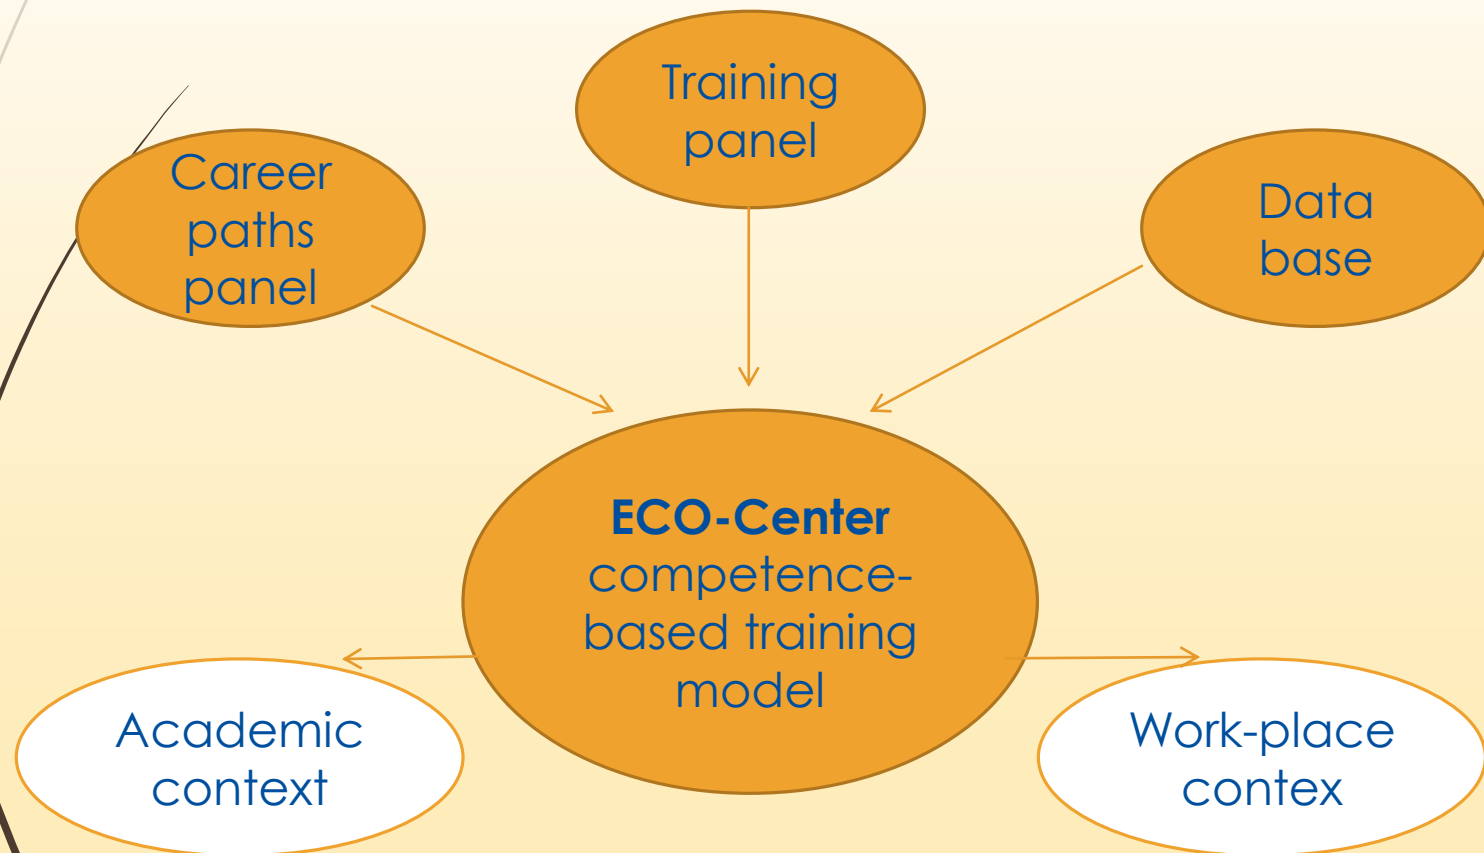 Training
panel
Career
paths
panel
Data
base
ECO-Center
competence-
based training
model
Academic
context
Work-place
contex